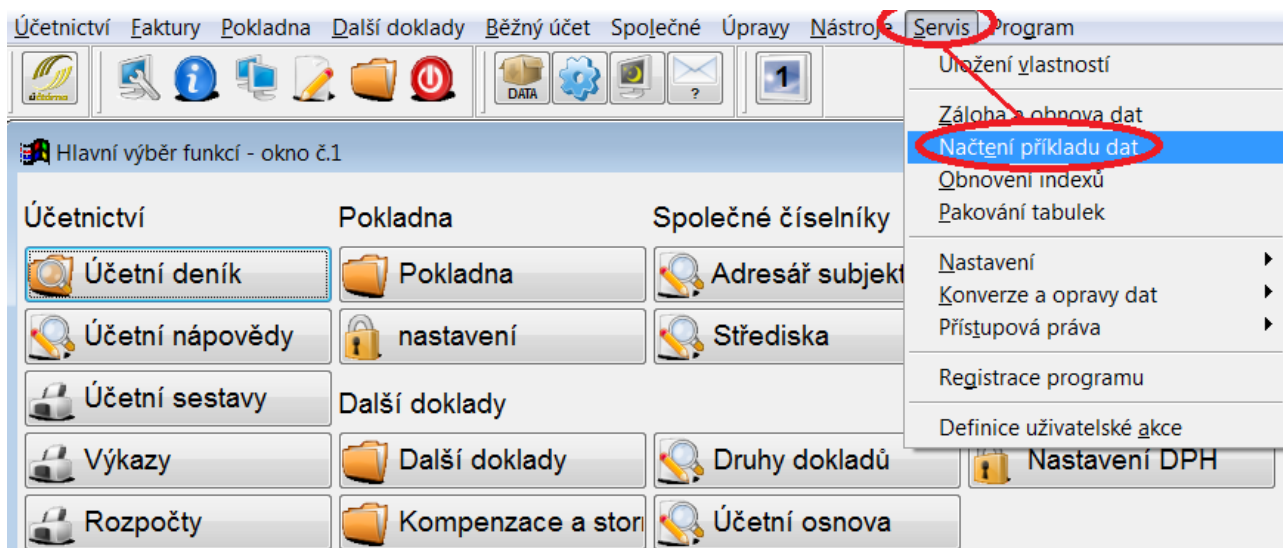 Účetnictví Faktury Pokladna Další doklady Běžný účet Společné Úpravy Nástroje Servis Program
účtárna
DATA
?
1
Uložení vlastností
Záloha a obnova dat
Načtení příkladu dat
Obnovení indexů
Pakování tabulek
Nastavení
Konverze a opravy dat
Přístupová práva
Registrace programu
Definice uživatelské akce
Hlavní výběr funkcí - okno č.1
Účetnictví Pokladna Společné číselníky
Účetní deník Pokladna Adresář subjekt
Účetní nápovědy nastavení Střediska
Účetní sestavy Další doklady
Výkazy Další doklady Druhy dokladů Nastavení DPH
Rozpočty Kompenzace a storn Účetní osnova